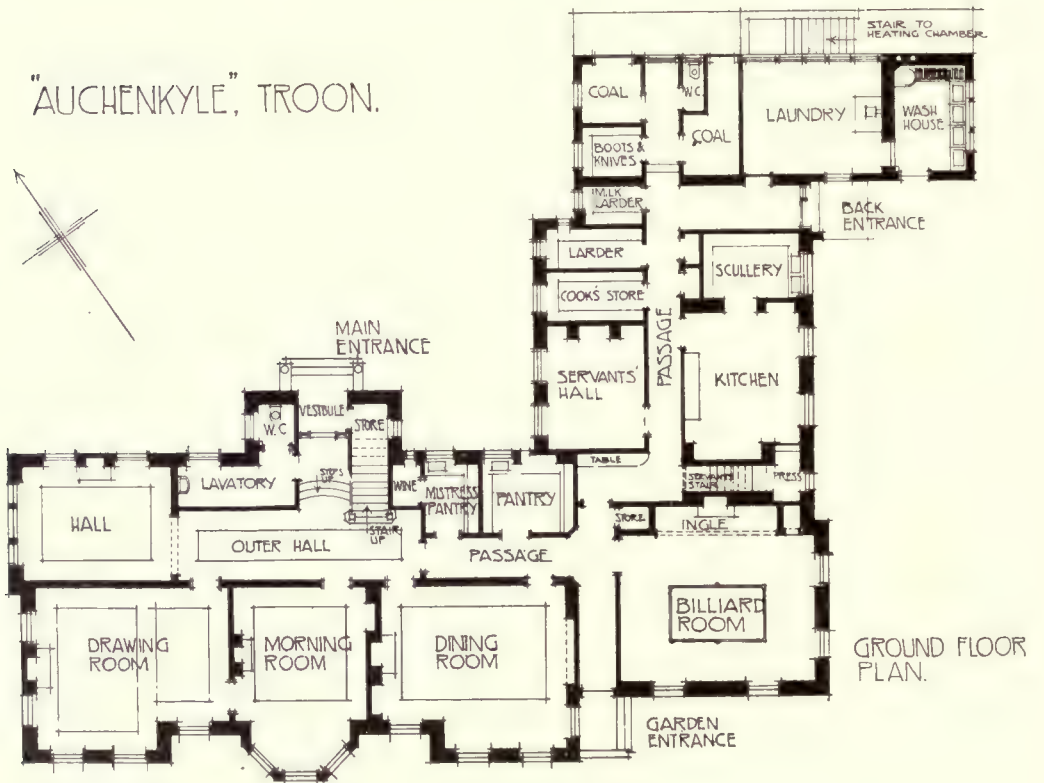 "AUCHENKYLE", TROON.
STAIR TO
HEATING CHAMBER
COAL
W.C.
COAL
LAUNDRY
WASH
HOUSE
BOOTS &
KNIVES
MILK
LARDER
BACK
ENTRANCE
LARDER
SCULLERY
COOK'S STORE
PASSAGE
MAIN
ENTRANCE
SERVANTS'
HALL
KITCHEN
VESTBULE
STORE
W.C
TABLE
STEPS
UP
LAVATORY
WINE
MISTRESS
PANTRY
PANTRY
SERVANTS
STAIR
PRESS
HALL
STAIR
UP
STORE
INGLE
OUTER HALL
PASSAGE
BILLIARD
ROOM
DRAWING
ROOM
MORNING
ROOM
DINING
ROOM
GROUND FLOOR
PLAN.
GARDEN
ENTRANCE